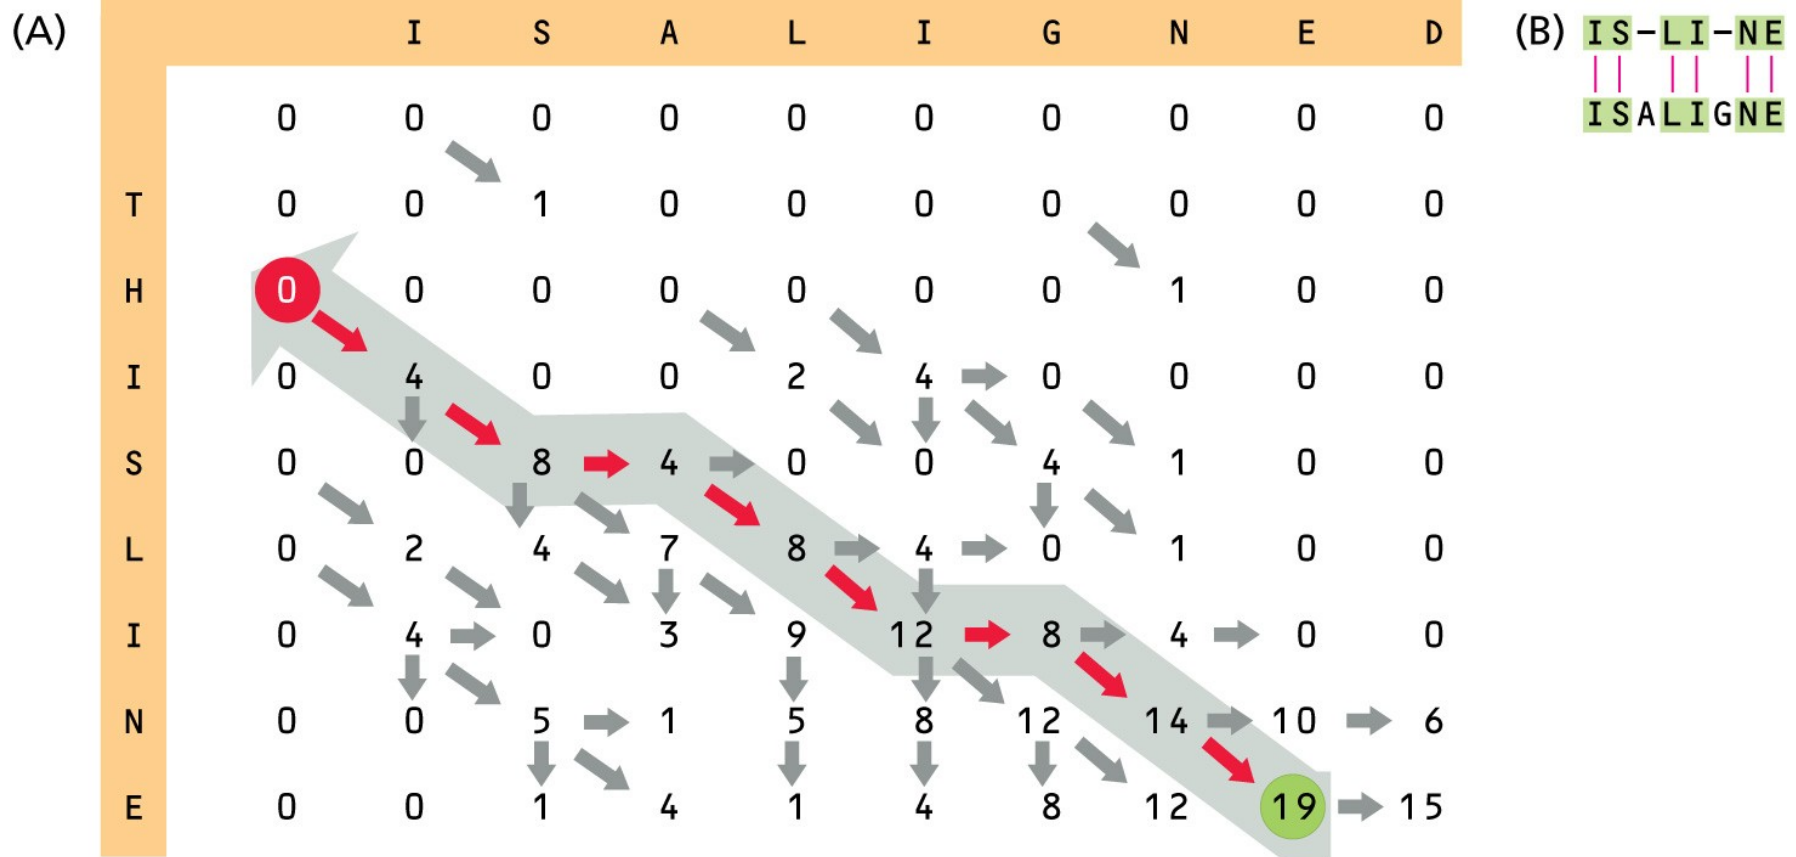 (A) I S A L I G N E D
0 0 0 0 0 0 0 0 0 0
T 0 0 1 0 0 0 0 0 0 0
H 0 0 0 0 0 0 0 1 0 0
I 0 4 0 0 2 4 0 0 0 0
S 0 0 8 4 0 0 4 1 0 0
L 0 2 4 7 8 4 0 1 0 0
I 0 4 0 3 9 12 8 4 0 0
N 0 0 5 1 5 8 12 14 10 6
E 0 0 1 4 1 4 8 12 19 15
(B) IS-LI-NE
ISALIGNE